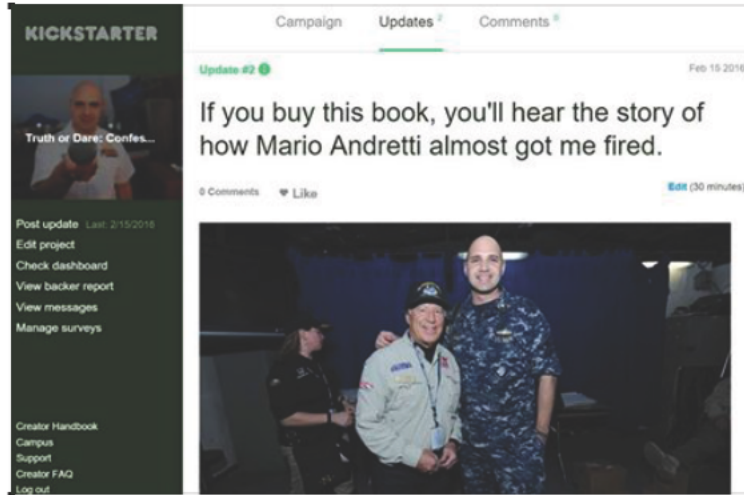 KICKSTARTER
Campaign
Updates 2
Comments
Update #2
Feb 15 2016
If you buy this book, you'll hear the story of
how Mario Andretti almost got me fired.
0 Comments
Like
Edit (30 minutes)
Truth or Dare: Confes...
Post update Last: 2/15/2016
Edit project
Check dashboard
View backer report
View messages
Manage surveys
Creator Handbook
Campus
Support
Creator FAQ
Log out